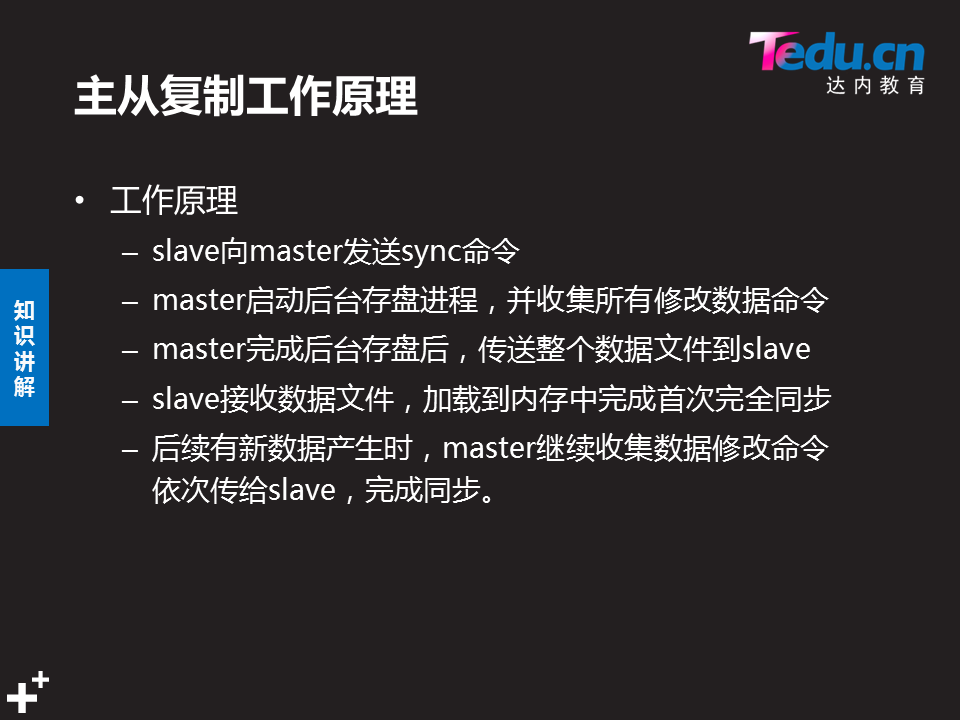 Tedu.cn
达内教育
主从复制工作原理
• 工作原理
– slave向master发送sync命令
– master启动后台存盘进程，并收集所有修改数据命令
– master完成后台存盘后，传送整个数据文件到slave
– slave接收数据文件，加载到内存中完成首次完全同步
– 后续有新数据产生时，master继续收集数据修改命令
依次传给slave，完成同步。
知
识
讲
解